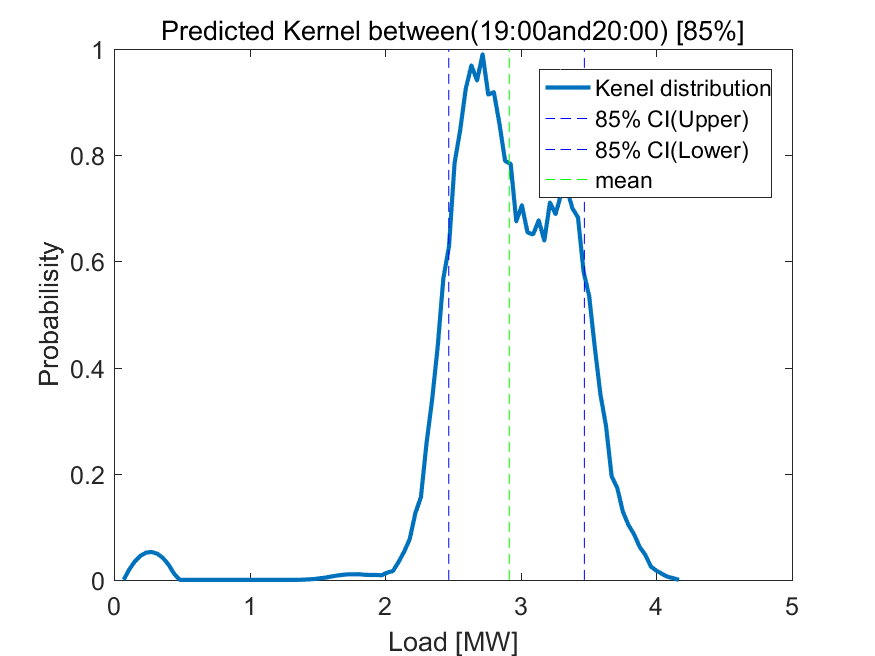 Predicted Kernel between(19:00and20:00) [85%]
1
0.8
0.6
0.4
0.2
0
Probabilisity
Kenel distribution
85% CI(Upper)
85% CI(Lower)
mean
0 1 2 3 4 5
Load [MW]